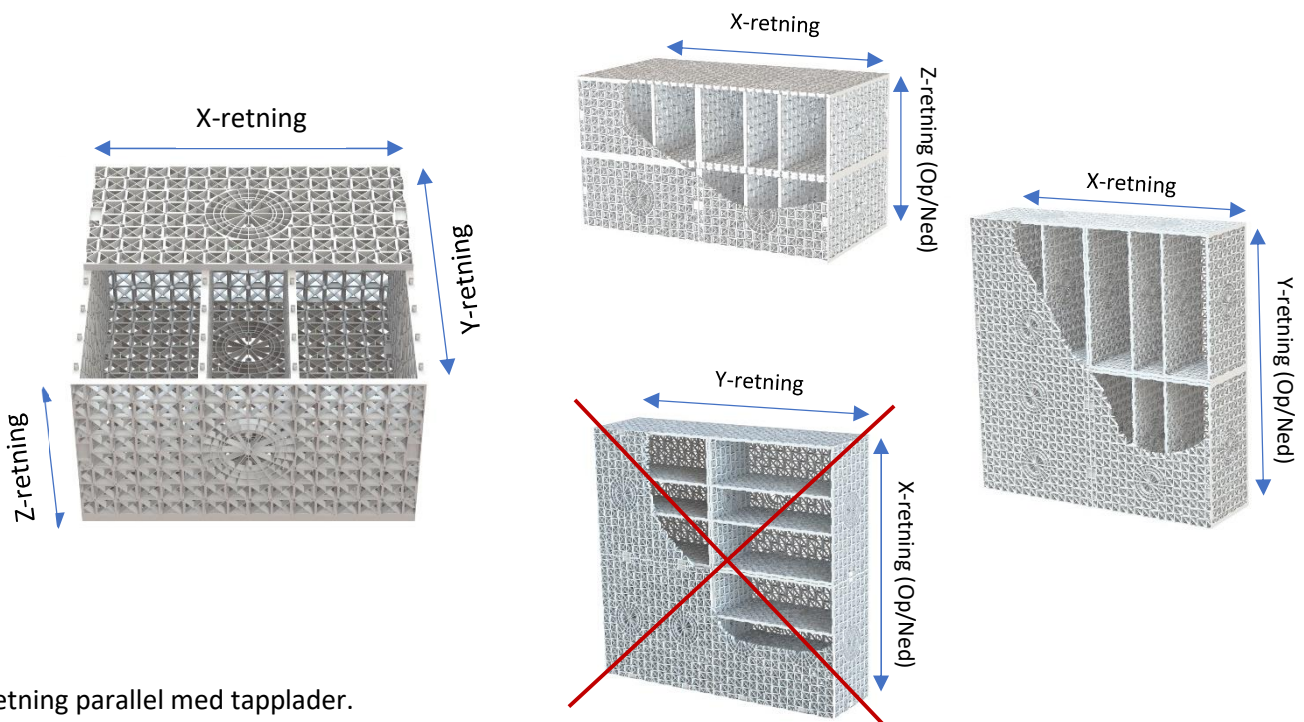 X-retning
Y-retning
Z-retning
X-retning
Z-retning (Op/Ned)
X-retning
Y-retning (Op/Ned)
Y-retning
X-retning (Op/Ned)
etning parallel med tapplader.